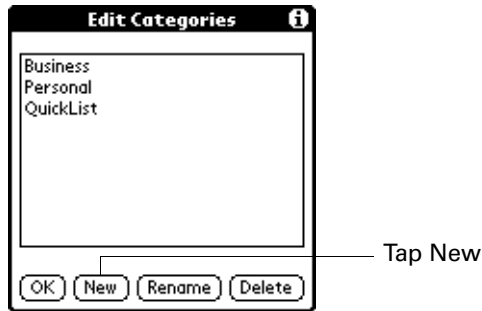 Edit Categories i
Business
Personal
QuickList
Tap New
OK New Rename Delete